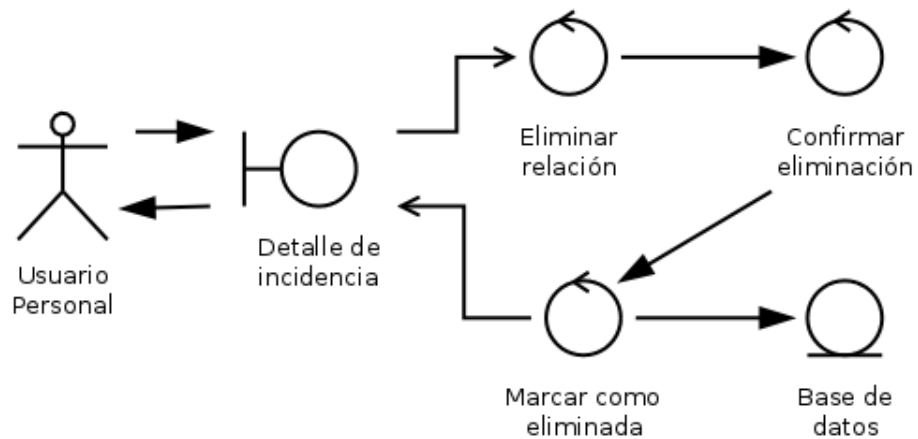 Eliminar
relación
Confirmar
eliminación
Usuario
Personal
Detalle de
incidencia
Marcar como
eliminada
Base de
datos